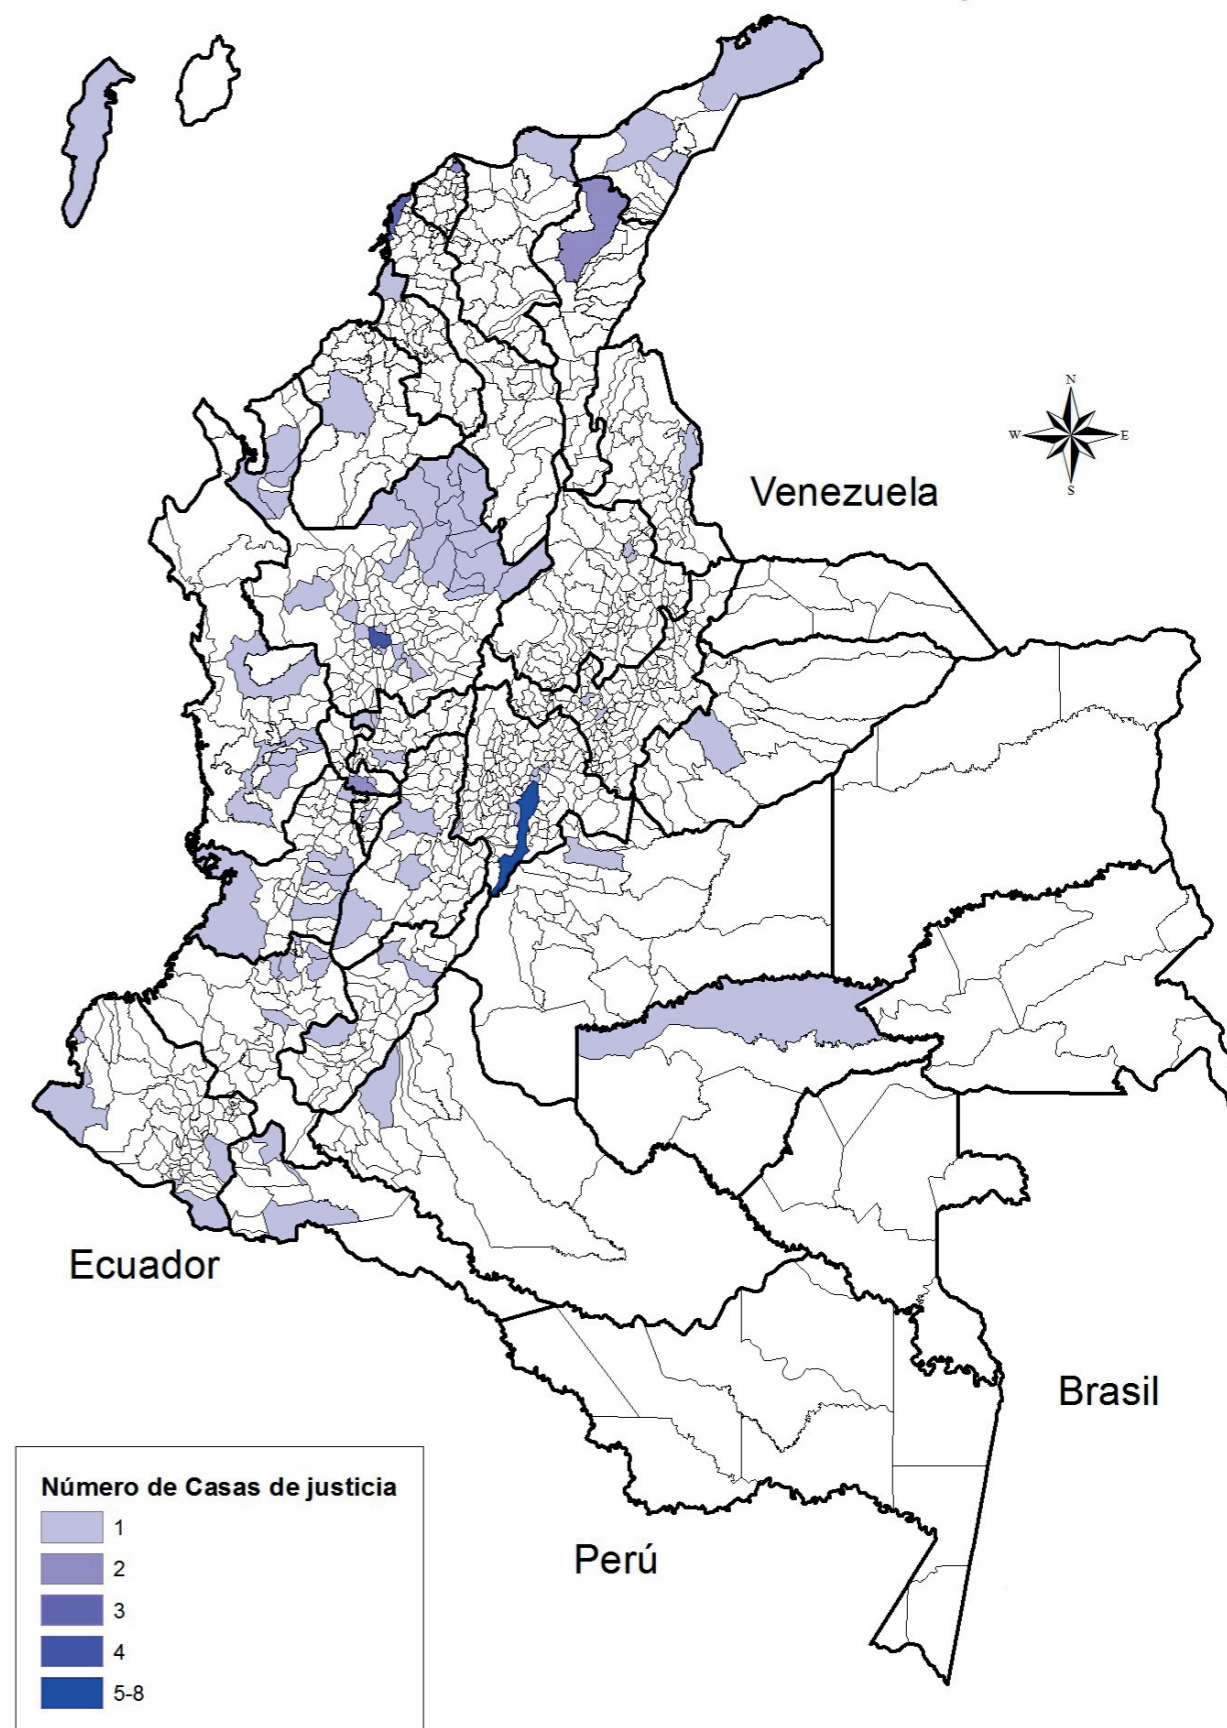 N
W E
S
Venezuela
Ecuador
Brasil
Perú
Número de Casas de justicia
1
2
3
4
5-8